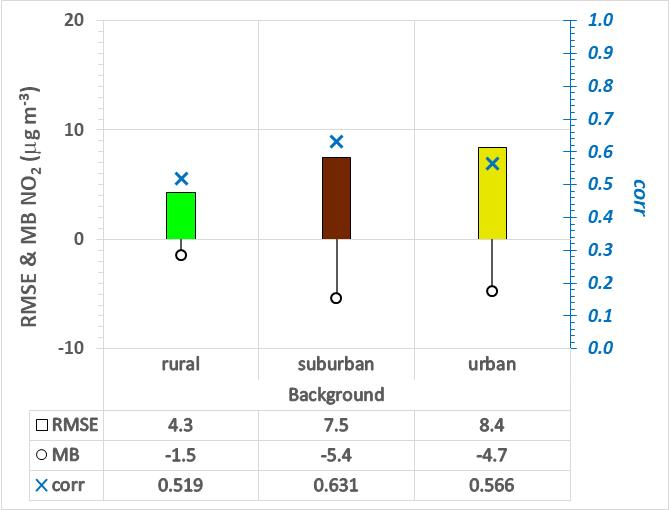 RMSE & MB NO2 (µg m-3)
20
10
0
-10
1.0
0.9
0.8
0.7
0.6
0.5
0.4
0.3
0.2
0.1
0.0
corr
rural suburban urban
Background
RMSE 4.3 7.5 8.4
MB -1.5 -5.4 -4.7
corr 0.519 0.631 0.566